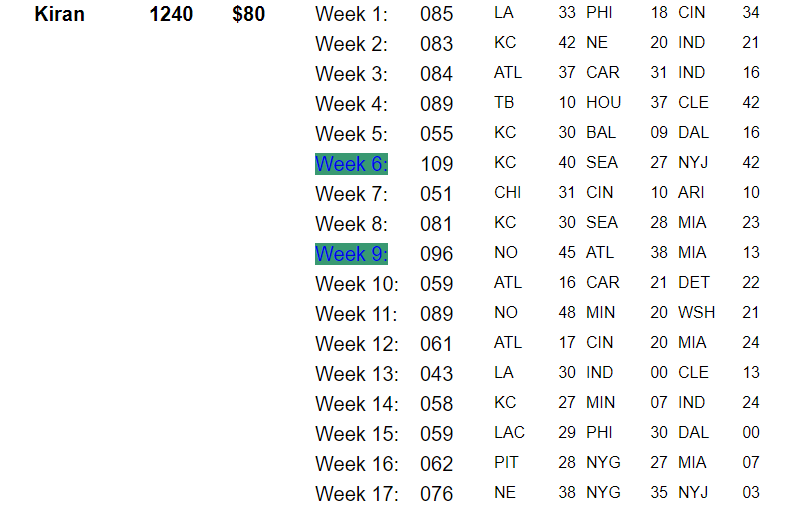 Kiran 1240 $80 Week 1: 085 LA 33 PHI 18 CIN 34
Week 2: 083 KC 42 NE 20 IND 21
Week 3: 084 ATL 37 CAR 31 IND 16
Week 4: 089 TB 10 HOU 37 CLE 42
Week 5: 055 KC 30 BAL 09 DAL 16
Week 6: 109 KC 40 SEA 27 NYJ 42
Week 7: 051 CHI 31 CIN 10 ARI 10
Week 8: 081 KC 30 SEA 28 MIA 23
Week 9: 096 NO 45 ATL 38 MIA 13
Week 10: 059 ATL 16 CAR 21 DET 22
Week 11: 089 NO 48 MIN 20 WSH 21
Week 12: 061 ATL 17 CIN 20 MIA 24
Week 13: 043 LA 30 IND 00 CLE 13
Week 14: 058 KC 27 MIN 07 IND 24
Week 15: 059 LAC 29 PHI 30 DAL 00
Week 16: 062 PIT 28 NYG 27 MIA 07
Week 17: 076 NE 38 NYG 35 NYJ 03